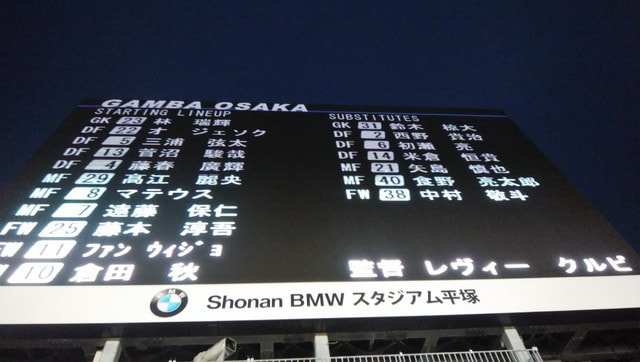 GAMBA OSAKA
STARTING LINEUP
GK 23 林 瑞輝
DF 22 オ ジェソク
DF 5 三浦 弦太
DF 13 菅沼 駿哉
DF 4 藤春 廣輝
MF 29 高江 麗央
MF 8 マテウス
MF 7 遠藤 保仁
FW 25 藤本 淳吾
FW 11 ファン ウィジョ
10 倉田 秋
SUBSTITUTES
GK 31 鈴木 椋大
DF 2 西野 貴治
DF 6 初瀬 亮
DF 14 米倉 恒貴
MF 21 矢島 慎也
MF 40 食野 亮太郎
FW 38 中村 敬斗
監督 レヴィー クルピ
BMW
Shonan BMW スタジアム平塚